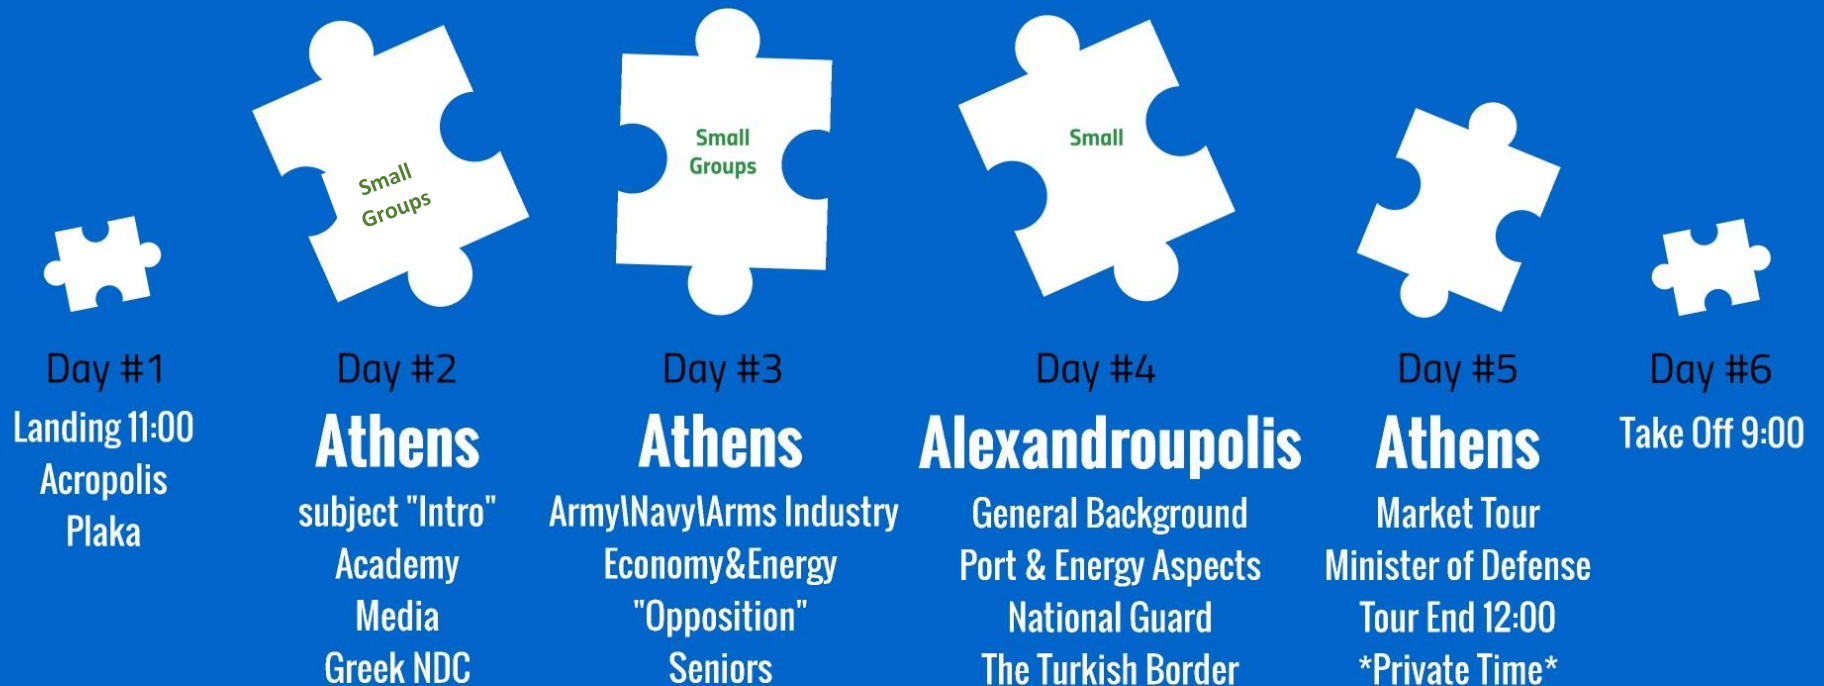 Small
Groups
Small
Groups
Small
Day #1
Landing 11:00
Acropolis
Plaka
Day #2
Athens
subject "Intro"
Academy
Media
Greek NDC
Day #3
Athens
Army\Navy\Arms Industry
Economy&Energy
"Opposition"
Seniors
Day #4
Alexandroupolis
General Background
Port & Energy Aspects
National Guard
The Turkish Border
Day #5
Athens
Market Tour
Minister of Defense
Tour End 12:00
*Private Time*
Day #6
Take Off 9:00